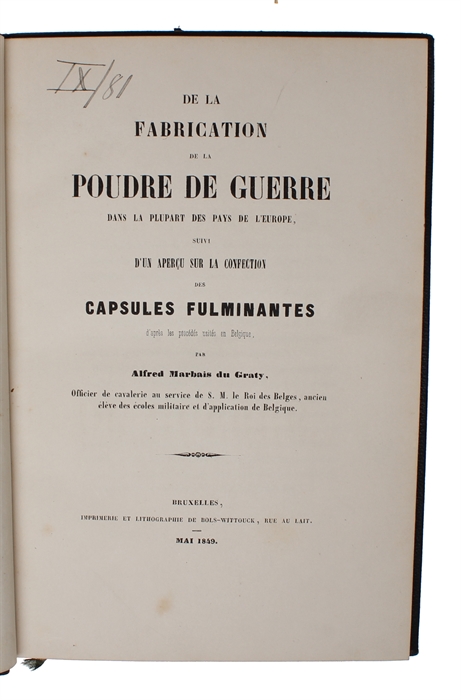 IX/81
DE LA
FABRICATION
DE LA
POUDRE DE GUERRE
DANS LA PLUPART DES PAYS DE L'EUROPE,
SUIVI
D'UN APERÇU SUR LA CONFECTION
DES
CAPSULES FULMINANTES
d'après les procédés usités en Belgique,
PAR
Alfred Marbais du Graty,
Officier de cavalerie au service de S. M. le Roi des Belges, ancien
élève des écoles militaire et d'application de Belgique.
BRUXELLES,
IMPRIMERIE ET LITHOGRAPHIE DE BOLS-WITTOUCK, RUE AU LAIT.
MAI 1849.